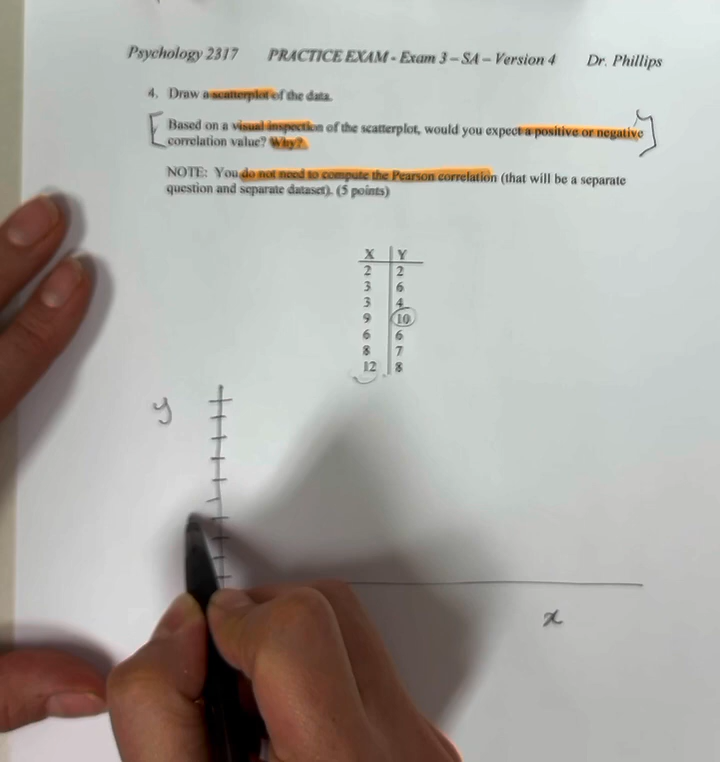 Psychology 2317 PRACTICE EXAM - Exam 3 – SA – Version 4 Dr. Phillips
4. Draw a scatterplot of the data.
Based on a visual inspection of the scatterplot, would you expect a positive or negative
correlation value? Why?
NOTE: You do not need to compute the Pearson correlation (that will be a separate
question and separate dataset). (5 points)
X Y
2 2
3 6
3 4
9 10
6 6
8 7
12 8
y
x